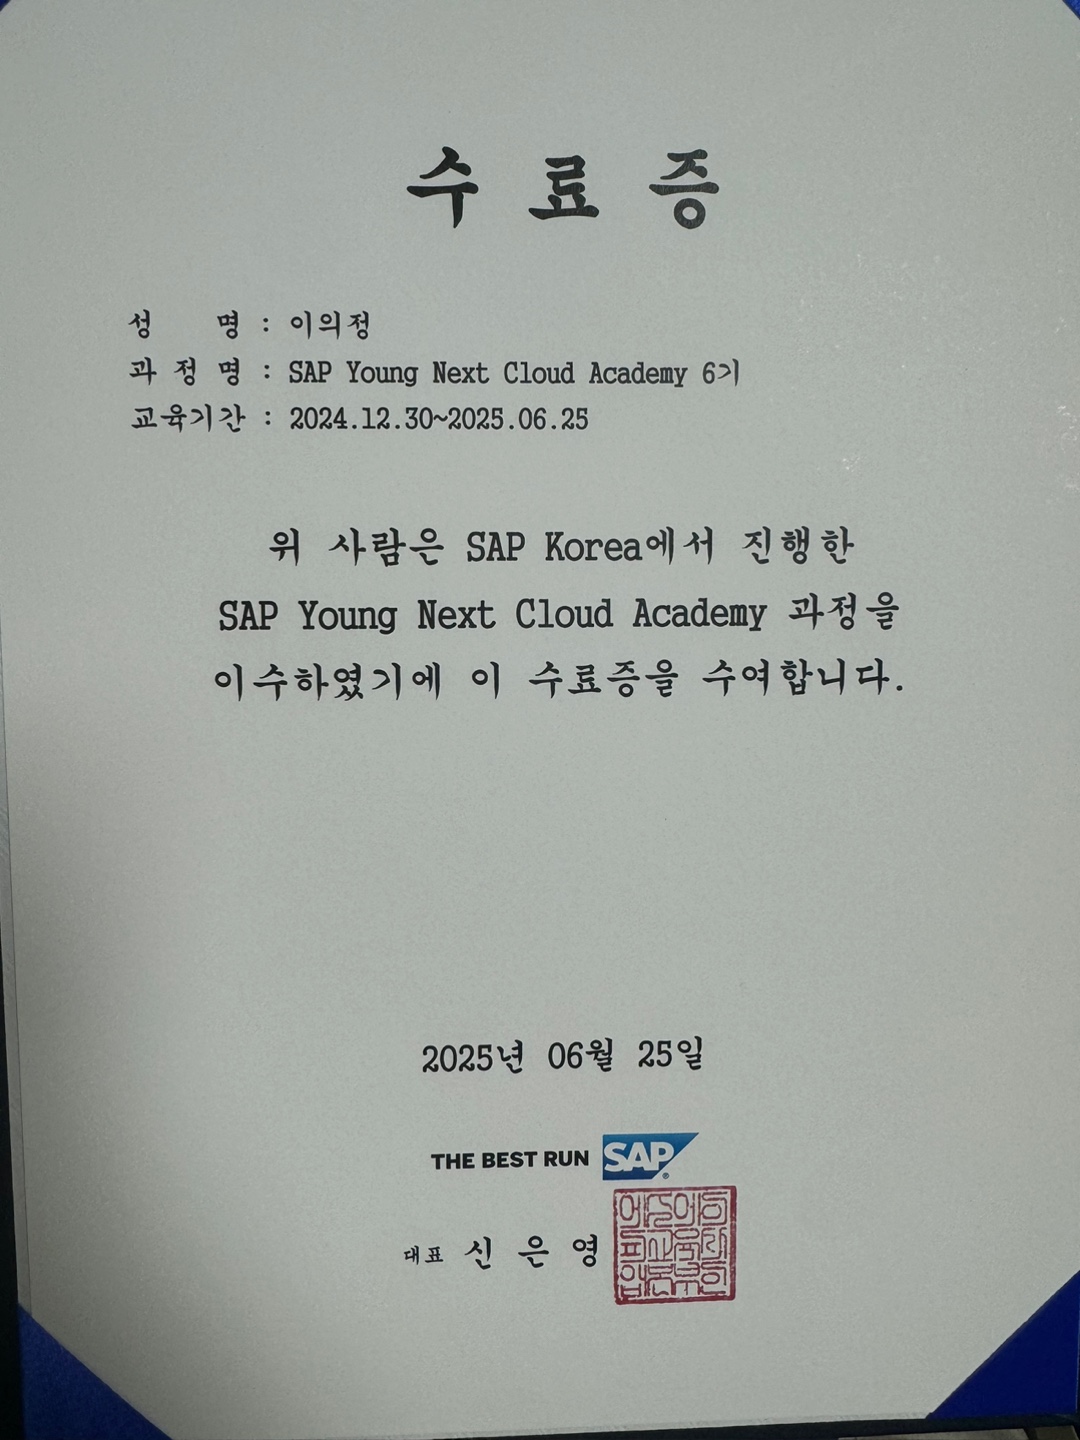 수 료 증
성 명 : 이의정
과 정 명 : SAP Young Next Cloud Academy 6기
교육기간 : 2024.12.30~2025.06.25
위 사람은 SAP Korea에서 진행한
SAP Young Next Cloud Academy 과정을
이수하였기에 이 수료증을 수여합니다.
2025년 06월 25일
THE BEST RUN SAP®
대표 신 은 영